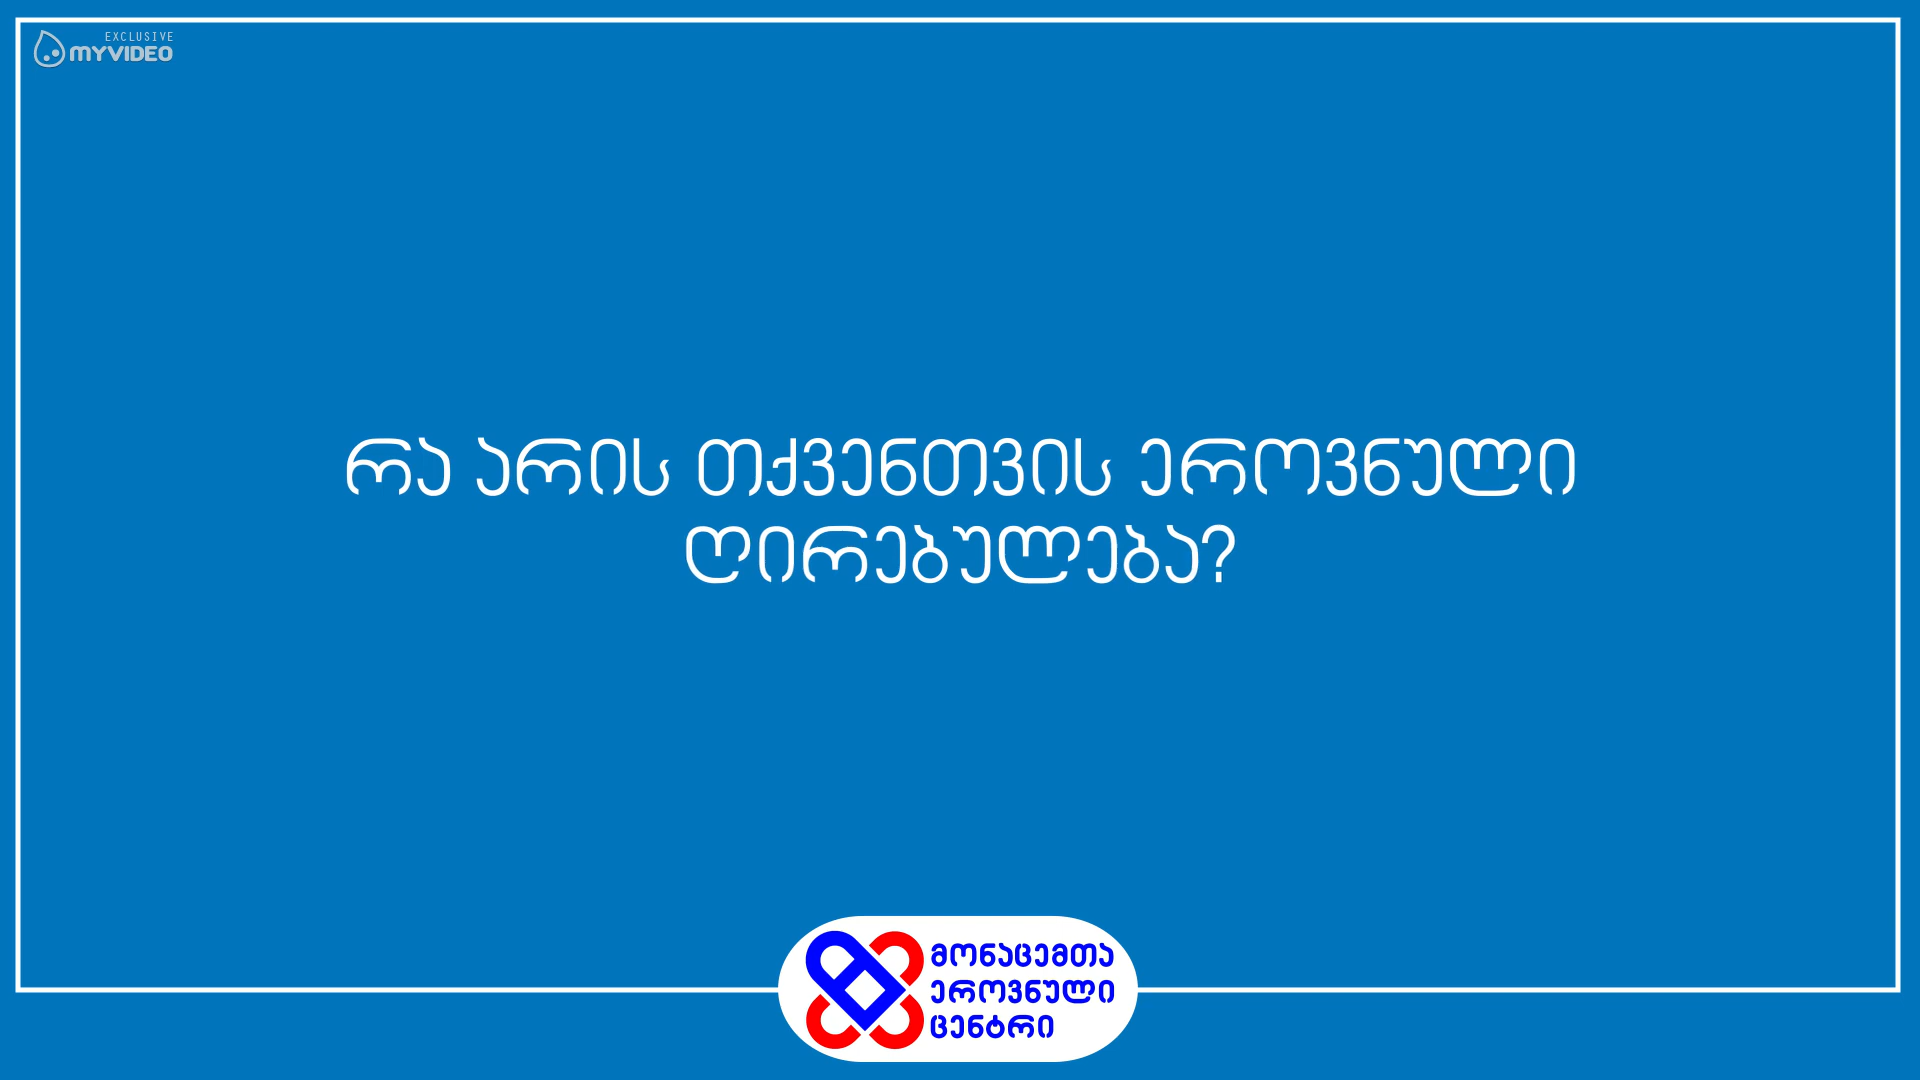 EXCLUSIVE
MYVIDEO
რა არის თქვენთვის ეროვნული
ღირებულება?
მონაცემთა
ეროვნული
ცენტრი